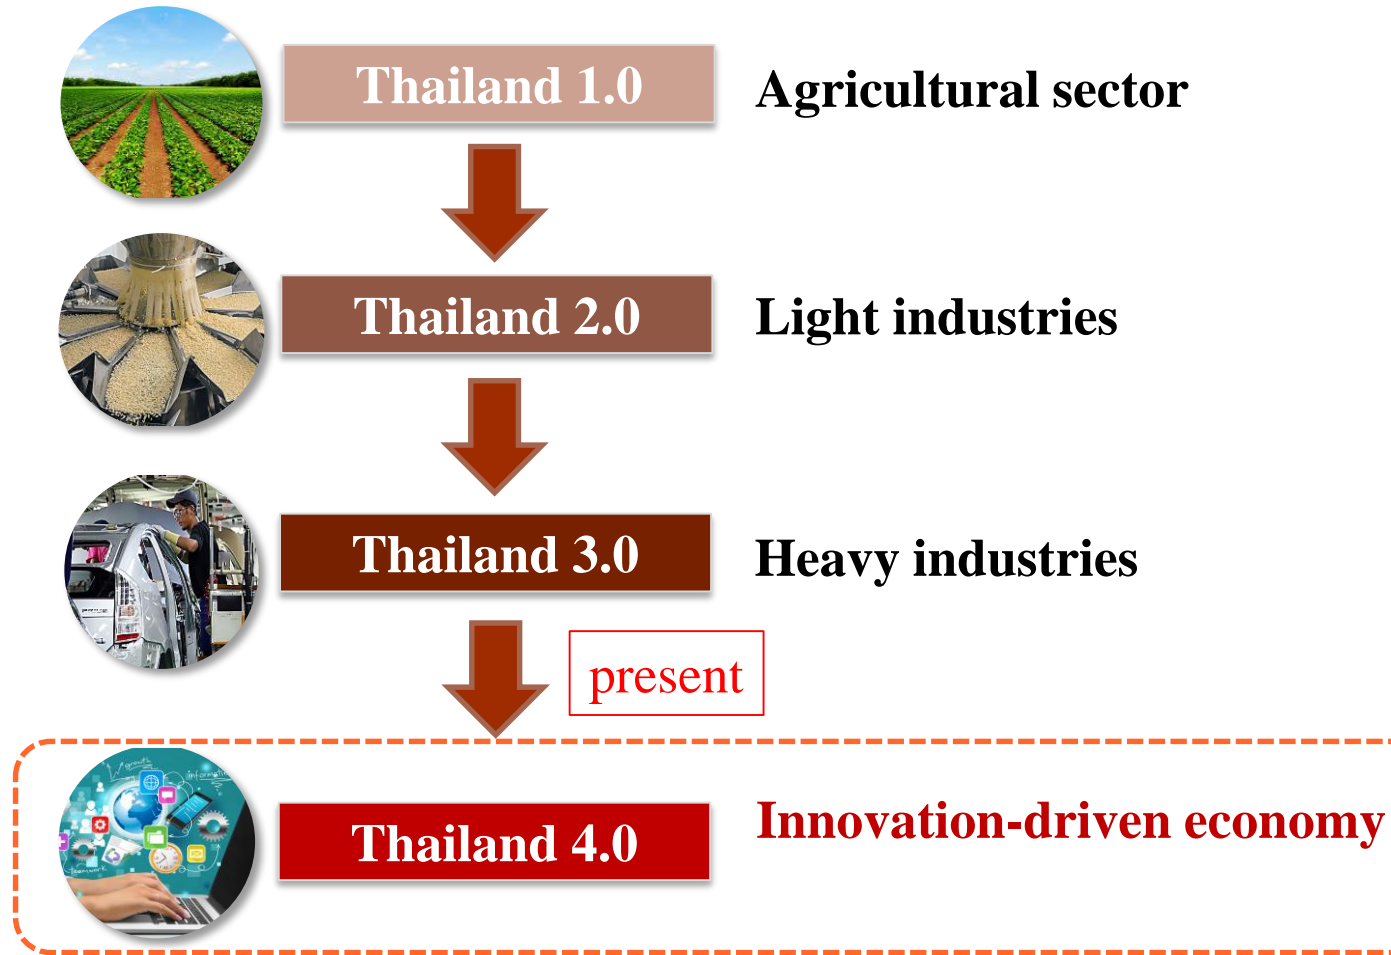 Thailand 1.0
Agricultural sector
Thailand 2.0
Light industries
Thailand 3.0
Heavy industries
present
growth
Thailand 4.0
Innovation-driven economy